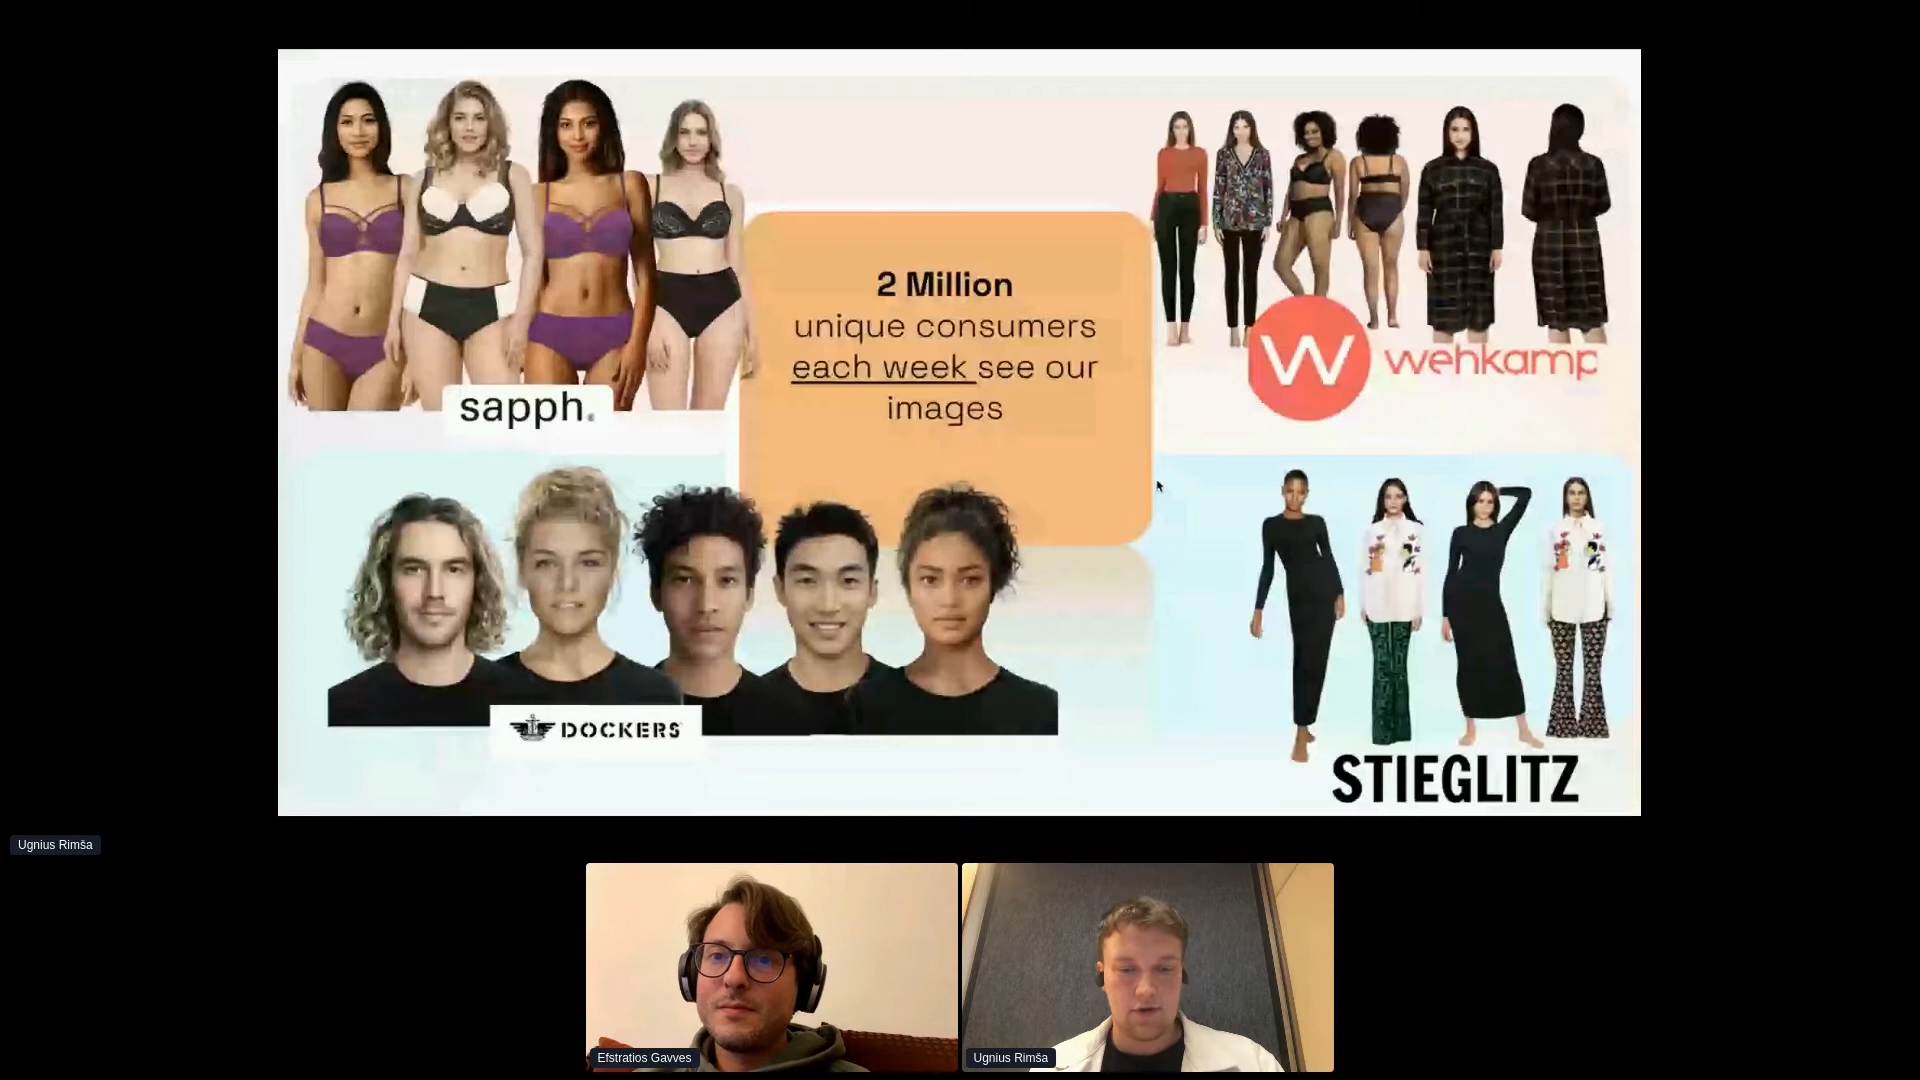 2 Million
unique consumers
each week see our
images
sapph.
wehkamp
DOCKERS
STIEGLITZ
Ugnius Rimša
Efstratios Gavves
Ugnius Rimša